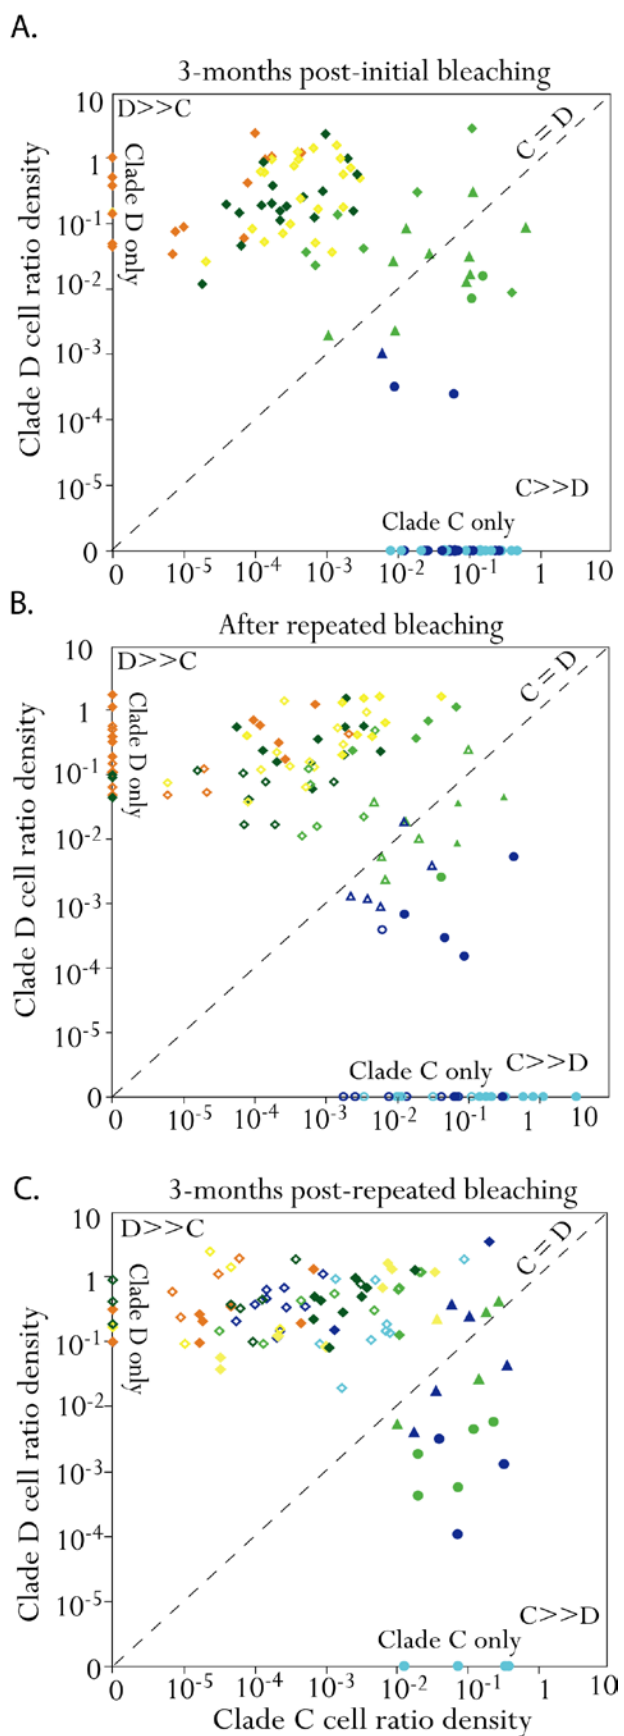 A.
3-months post-initial bleaching
10
1
10-1
10-2
10-3
10-4
10-5
0
Clade D cell ratio density
D>>C
Clade D only
C = D
C>>D
Clade C only
0
10-5
10-4
10-3
10-2
10-1
1
10
B.
After repeated bleaching
10
1
10-1
10-2
10-3
10-4
10-5
0
Clade D cell ratio density
D>>C
Clade D only
C = D
Clade C only
C>>D
0
10-5
10-4
10-3
10-2
10-1
1
10
C.
3-months post-repeated bleaching
10
1
10-1
10-2
10-3
10-4
10-5
0
Clade D cell ratio density
D>>C
Clade D only
C = D
C>>D
Clade C only
0
10-5
10-4
10-3
10-2
10-1
1
10
Clade C cell ratio density